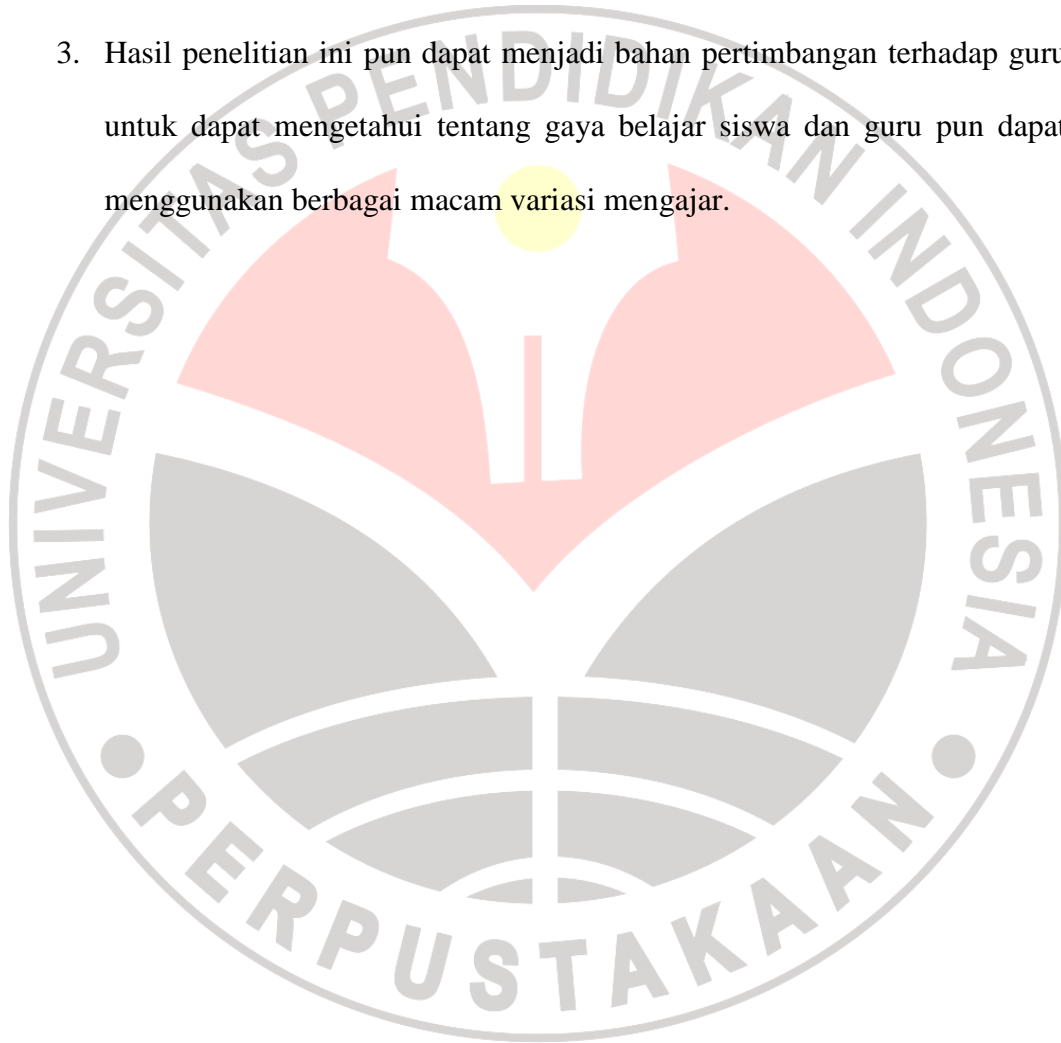 3. Hasil penelitian ini pun dapat menjadi bahan pertimbangan terhadap guru
untuk dapat mengetahui tentang gaya belajar siswa dan guru pun dapat
menggunakan berbagai macam variasi mengajar.
UNIVERSITAS PENDIDIKAN INDONESIA
PERPUSTAKAAN